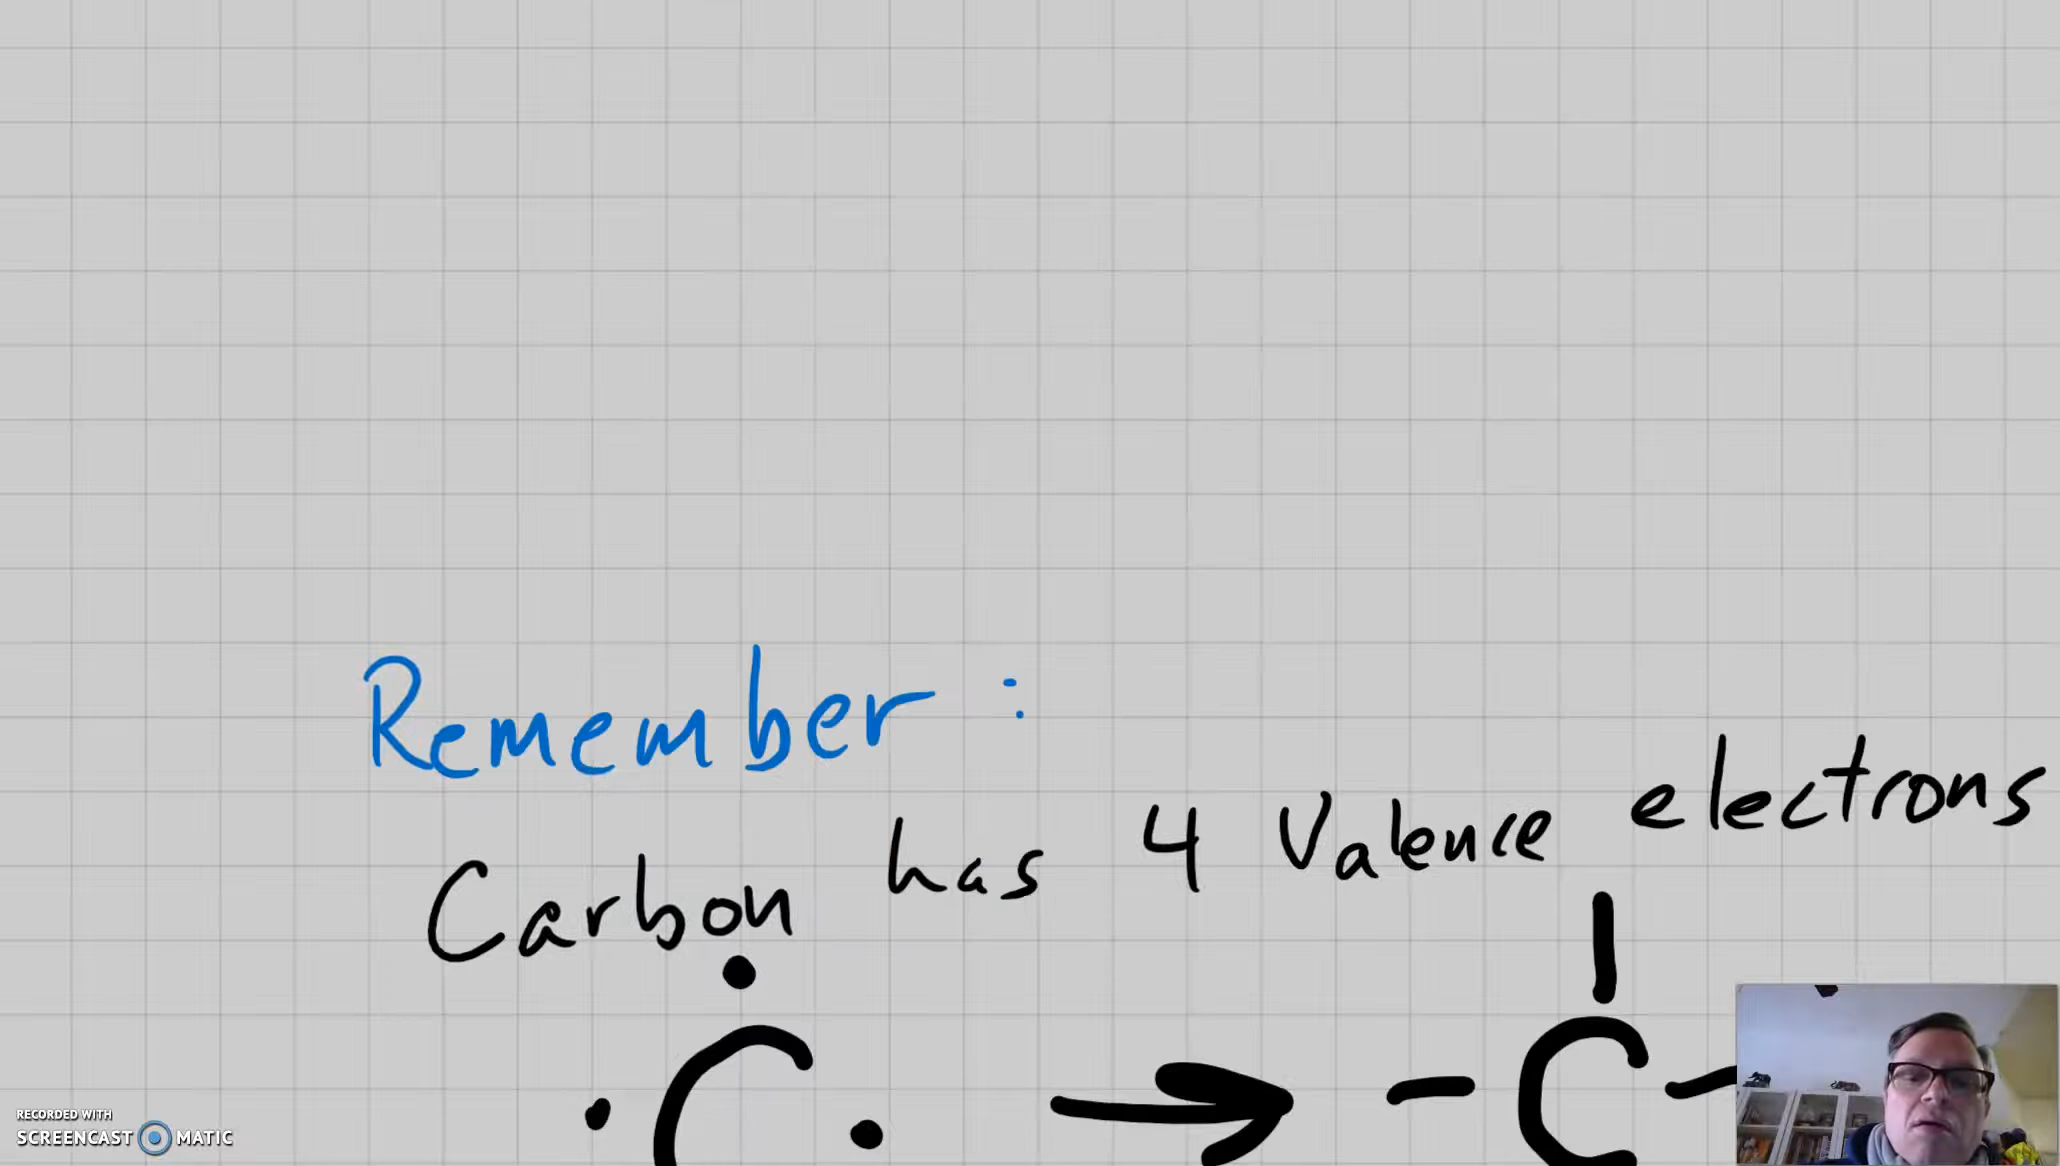 Remember :
Carbon has 4 Valence electrons
C → C
RECORDED WITH
SCREENCAST MATIC